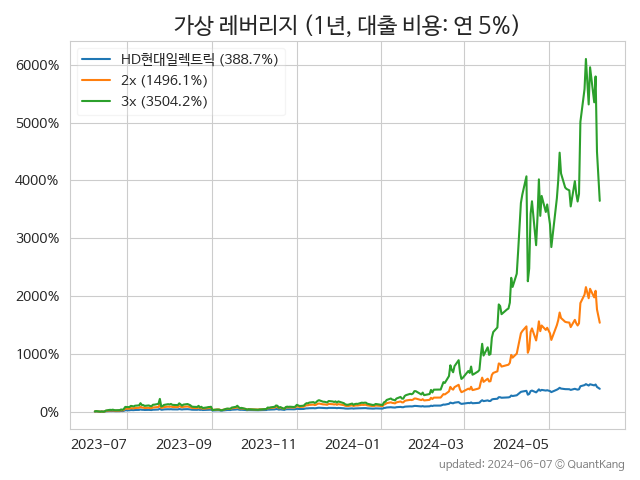 가상 레버리지 (1년, 대출 비용: 연 5%)
HD현대일렉트릭 (388.7%)
2x (1496.1%)
3x (3504.2%)
6000%
5000%
4000%
3000%
2000%
1000%
0%
2023-07 2023-09 2023-11 2024-01 2024-03 2024-05
updated: 2024-06-07 © QuantKang